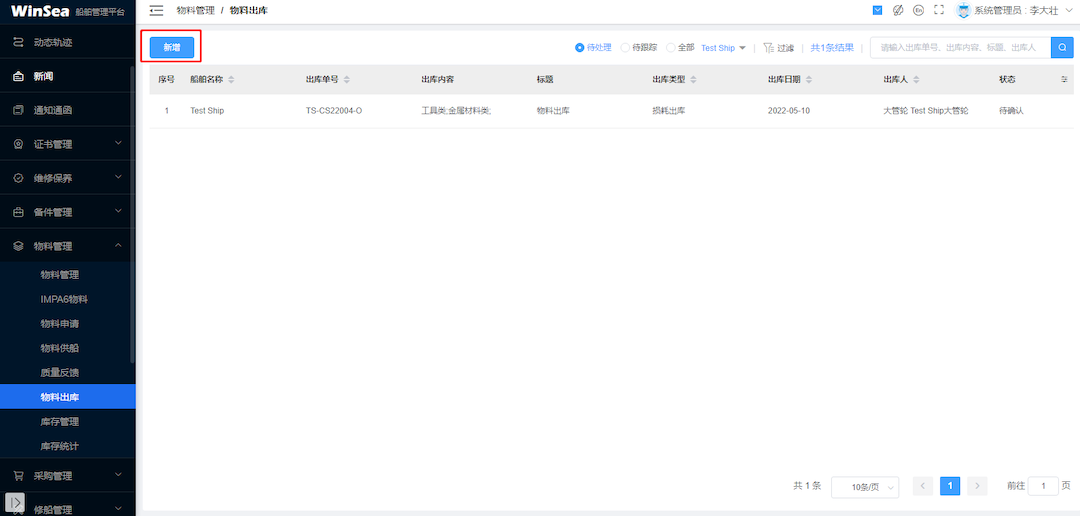 WinSea 船舶管理平台
物料管理 / 物料出库
En
系统管理员 : 李大壮
动态轨迹
新闻
通知通函
证书管理
维修保养
备件管理
物料管理
物料管理
IMPA6物料
物料申请
物料供船
质量反馈
物料出库
库存管理
库存统计
采购管理
修船管理
新增
待处理 待跟踪 全部 Test Ship | 过滤 | 共1条结果 | 请输入出库单号、出库内容、标题、出库人
序号 船舶名称 出库单号 出库内容 标题 出库类型 出库日期 出库人 状态
1 Test Ship TS-CS22004-O 工具类;金属材料类; 物料出库 损耗出库 2022-05-10 大管轮 Test Ship大管轮 待确认
共 1 条 10条/页 1 前往 1 页